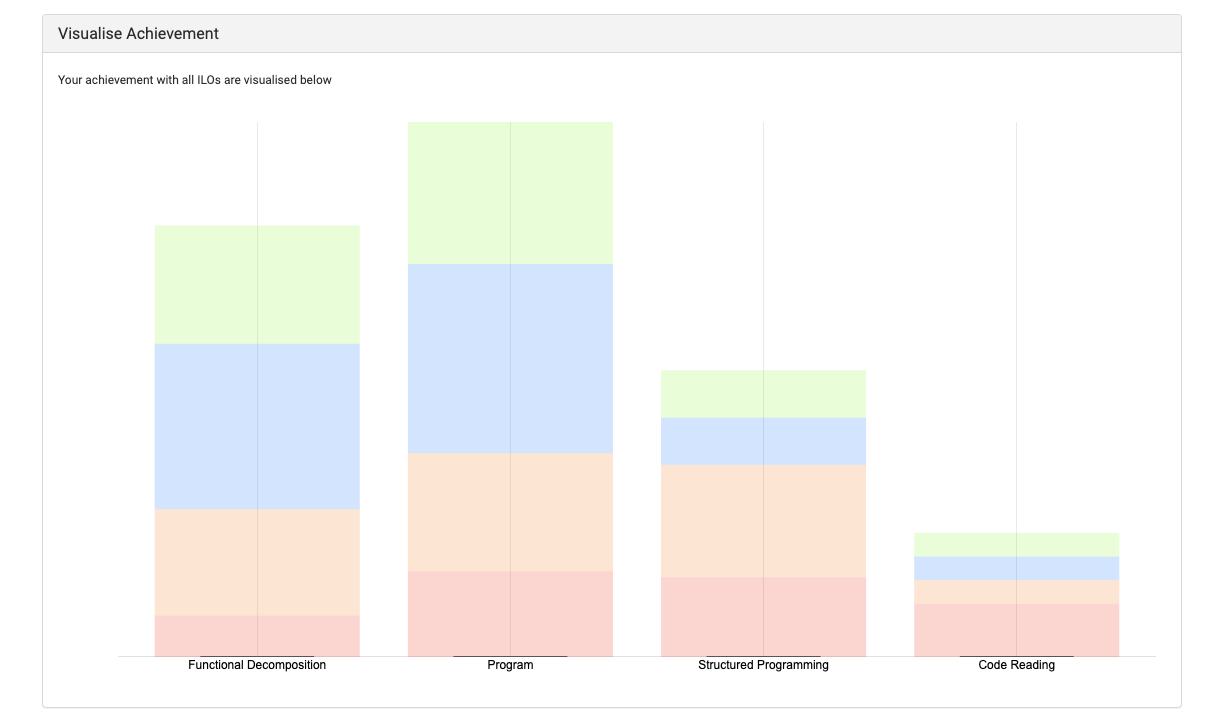 Visualise Achievement
Your achievement with all ILOs are visualised below
Functional Decomposition
Program
Structured Programming
Code Reading